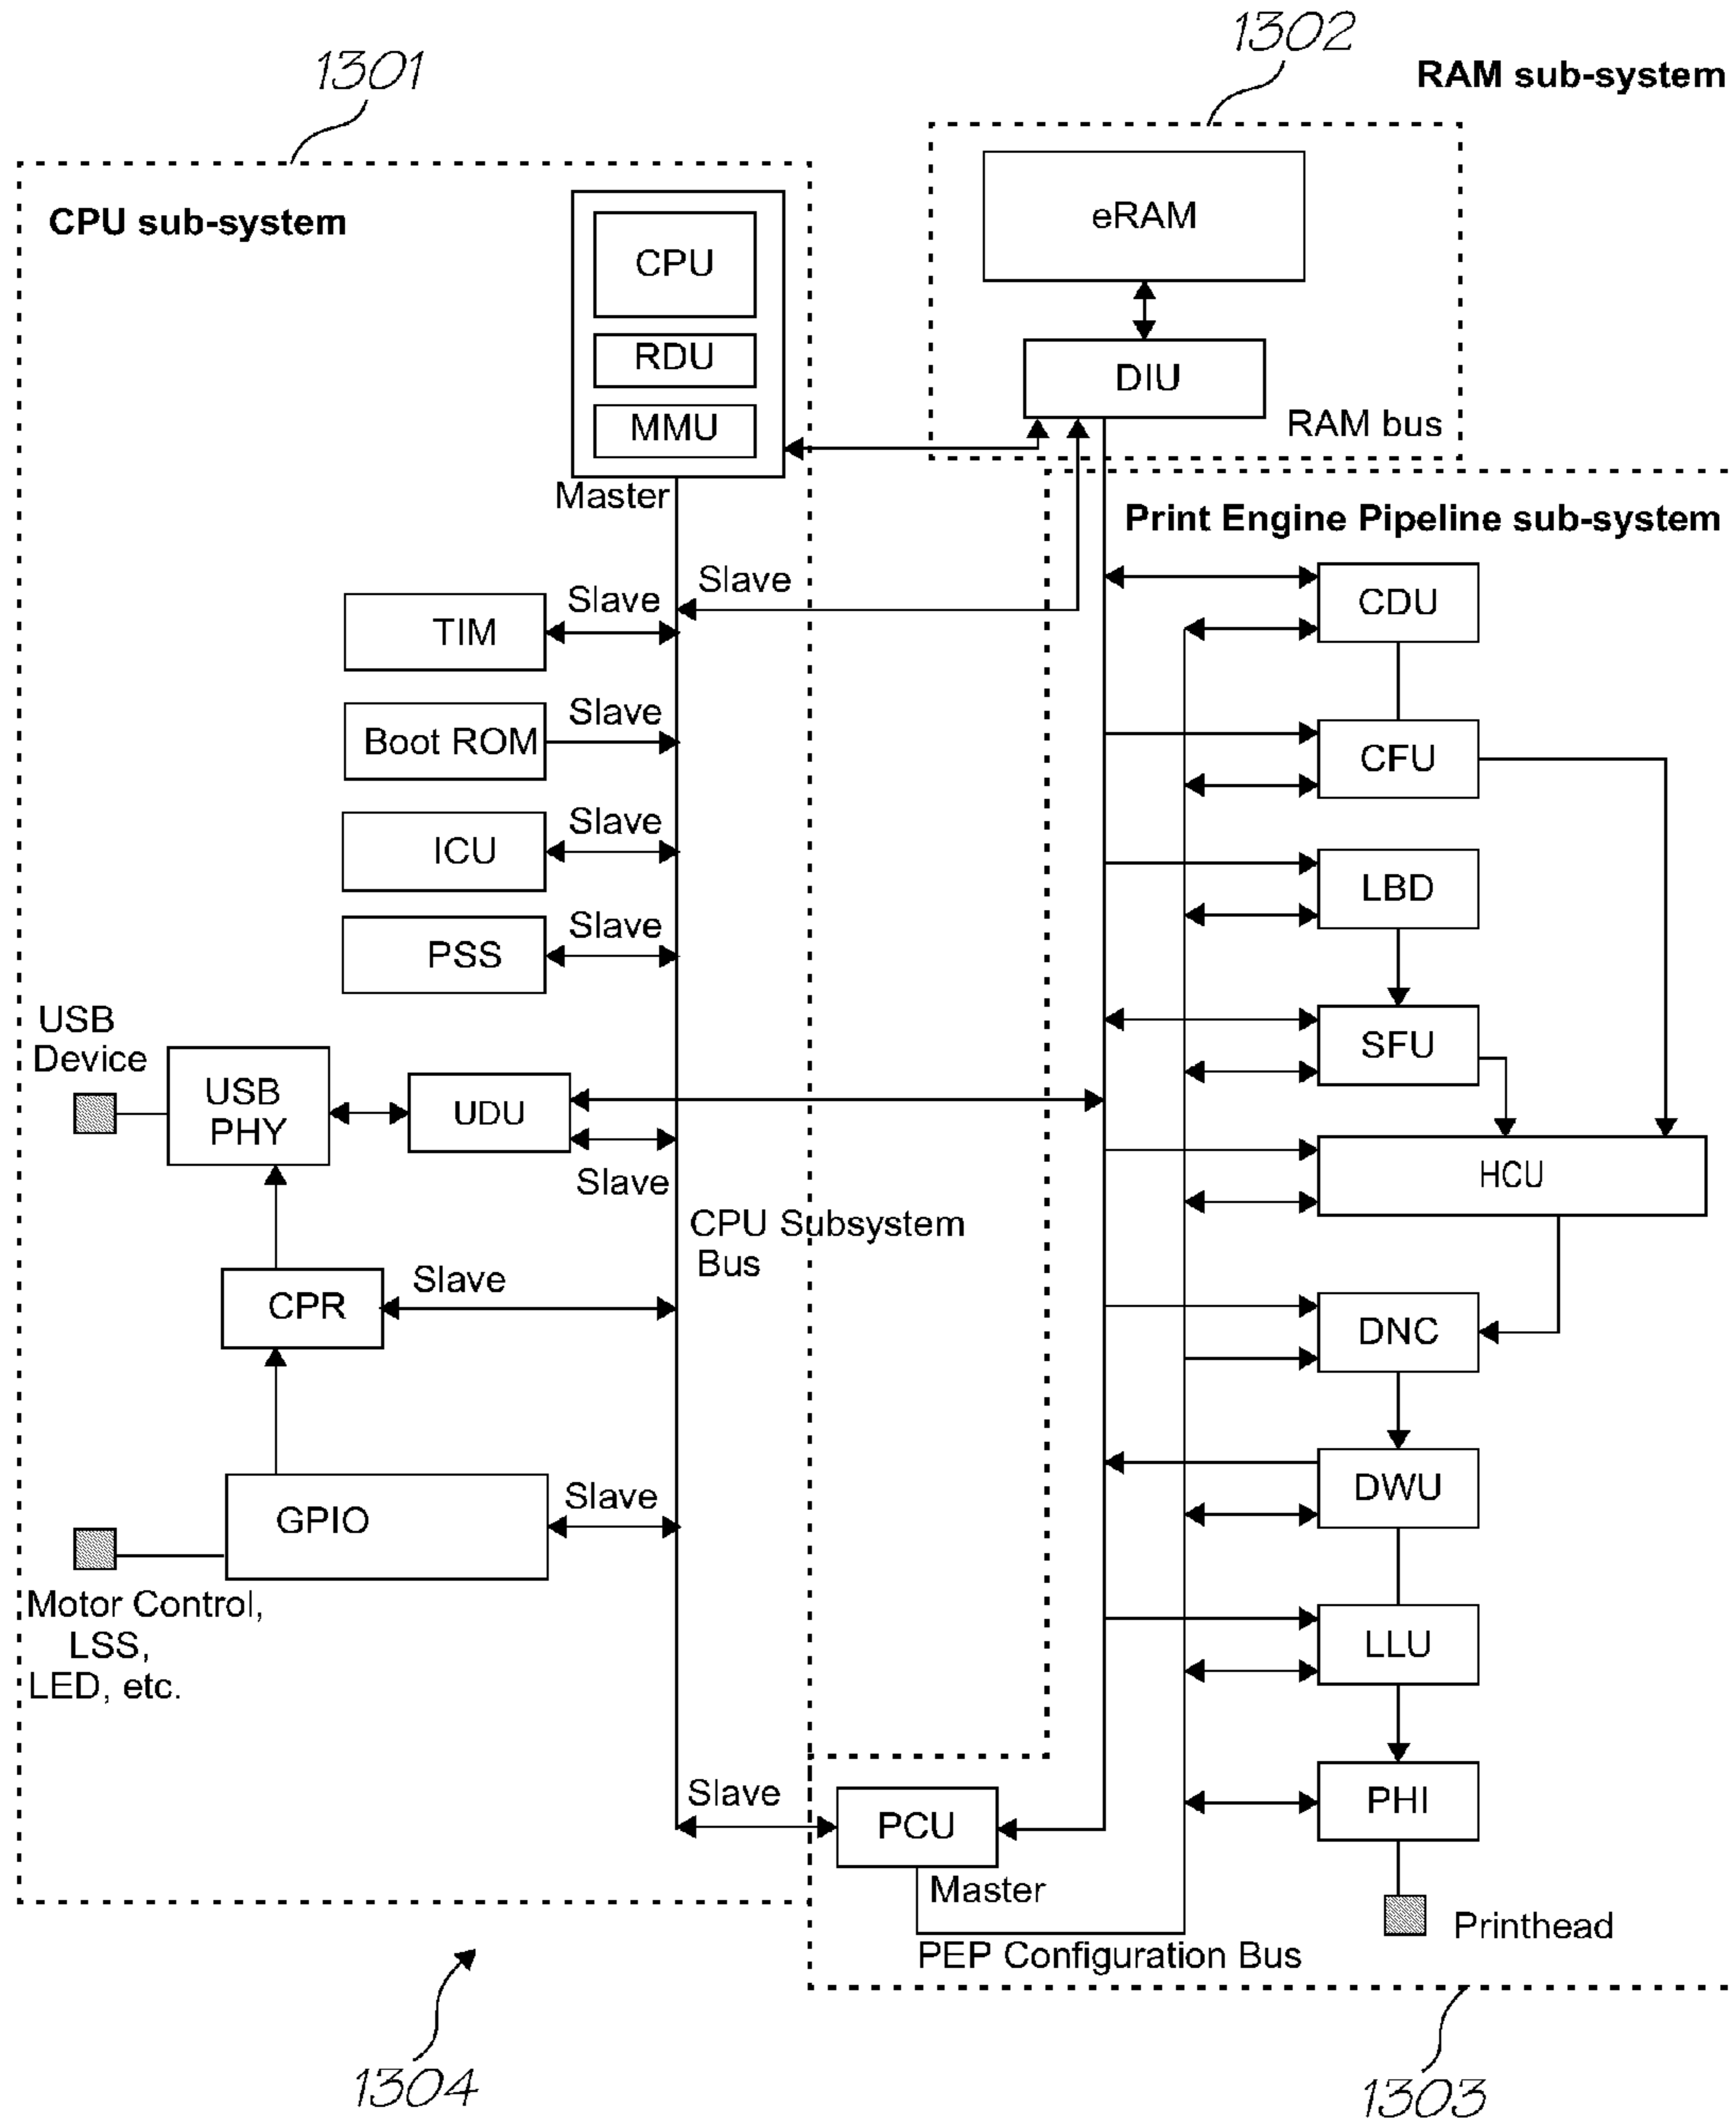 1301
1302
RAM sub-system
CPU sub-system
CPU
RDU
MMU
Master
eRAM
DIU
RAM bus
Print Engine Pipeline sub-system
Slave
Slave
TIM
Slave
Boot ROM
Slave
ICU
Slave
PSS
USB
Device
USB
PHY
UDU
Slave
CPU Subsystem
Bus
Slave
CPR
Slave
GPIO
Motor Control,
LSS,
LED, etc.
Slave
PCU
Master
PEP Configuration Bus
CDU
CFU
LBD
SFU
HCU
DNC
DWU
LLU
PHI
Printhead
1304
1303